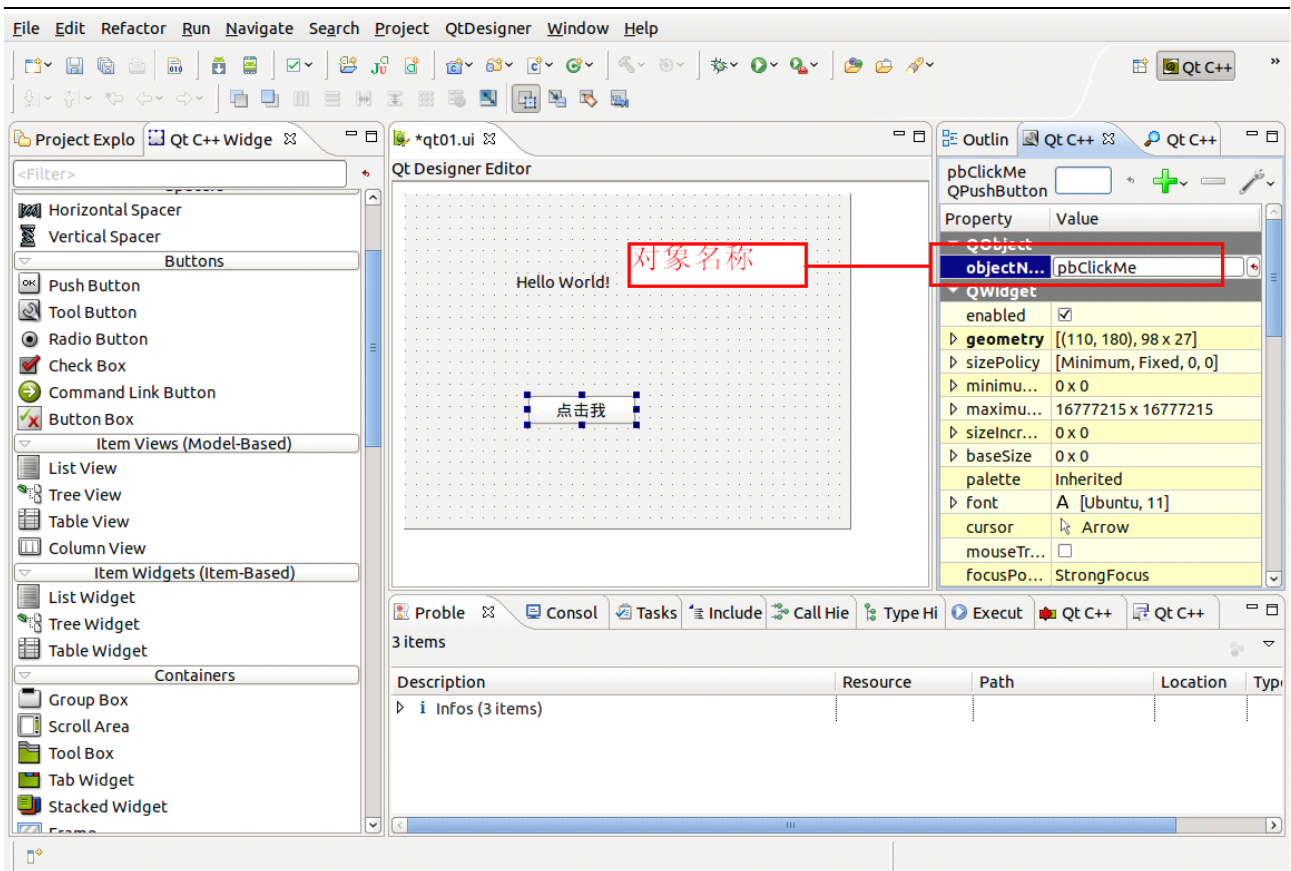 File Edit Refactor Run Navigate Search Project QtDesigner Window Help
Qt C++
»
Project Explo Qt C++ Widge
<Filter>
Horizontal Spacer
Vertical Spacer
Buttons
Push Button
Tool Button
Radio Button
Check Box
Command Link Button
Button Box
Item Views (Model-Based)
List View
Tree View
Table View
Column View
Item Widgets (Item-Based)
List Widget
Tree Widget
Table Widget
Containers
Group Box
Scroll Area
Tool Box
Tab Widget
Stacked Widget
Frame
*qt01.ui
Qt Designer Editor
Hello World!
对象名称
点击我
Outlin Qt C++ Qt C++
pbClickMe
QPushButton
Property Value
QObject
objectN... pbClickMe
QWidget
enabled
geometry [(110, 180), 98 x 27]
sizePolicy [Minimum, Fixed, 0, 0]
minimu... 0 x 0
maximu... 16777215 x 16777215
sizeIncr... 0 x 0
baseSize 0 x 0
palette Inherited
font A [Ubuntu, 11]
cursor Arrow
mouseTr...
focusPo... StrongFocus
Proble Consol Tasks Include Call Hie Type Hi Execut Qt C++ Qt C++
3 items
Description Resource Path Location Type
i Infos (3 items)